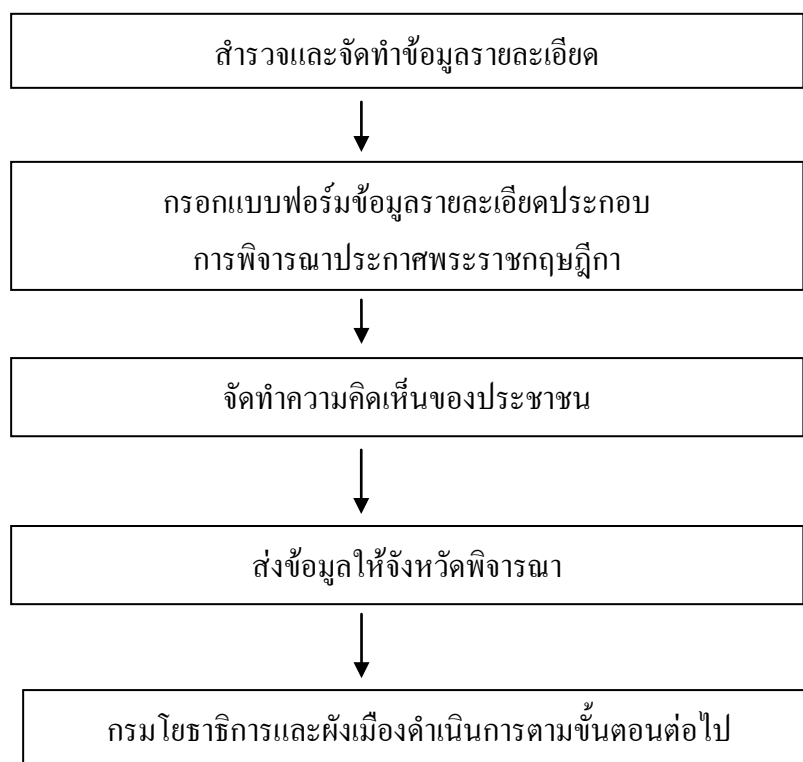 สำรวจและจัดทำข้อมูลรายละเอียด
กรอกแบบฟอร์มข้อมูลรายละเอียดประกอบ
การพิจารณาประกาศพระราชกฤษฎีกา
จัดทำความคิดเห็นของประชาชน
ส่งข้อมูลให้จังหวัดพิจารณา
กรมโยธาธิการและผังเมืองดำเนินการตามขั้นตอนต่อไป